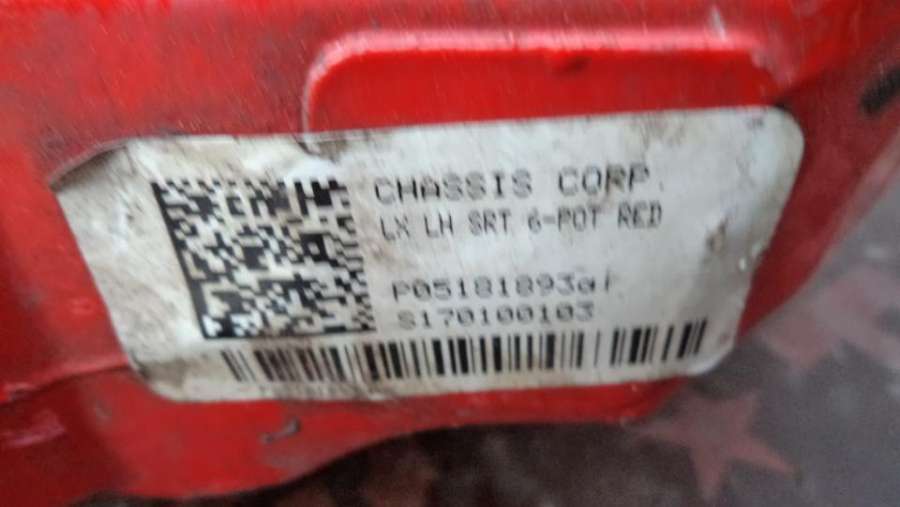 CHASSIS CORP.
LX LH SRT 6-POT RED
P05181893ai
S170100103